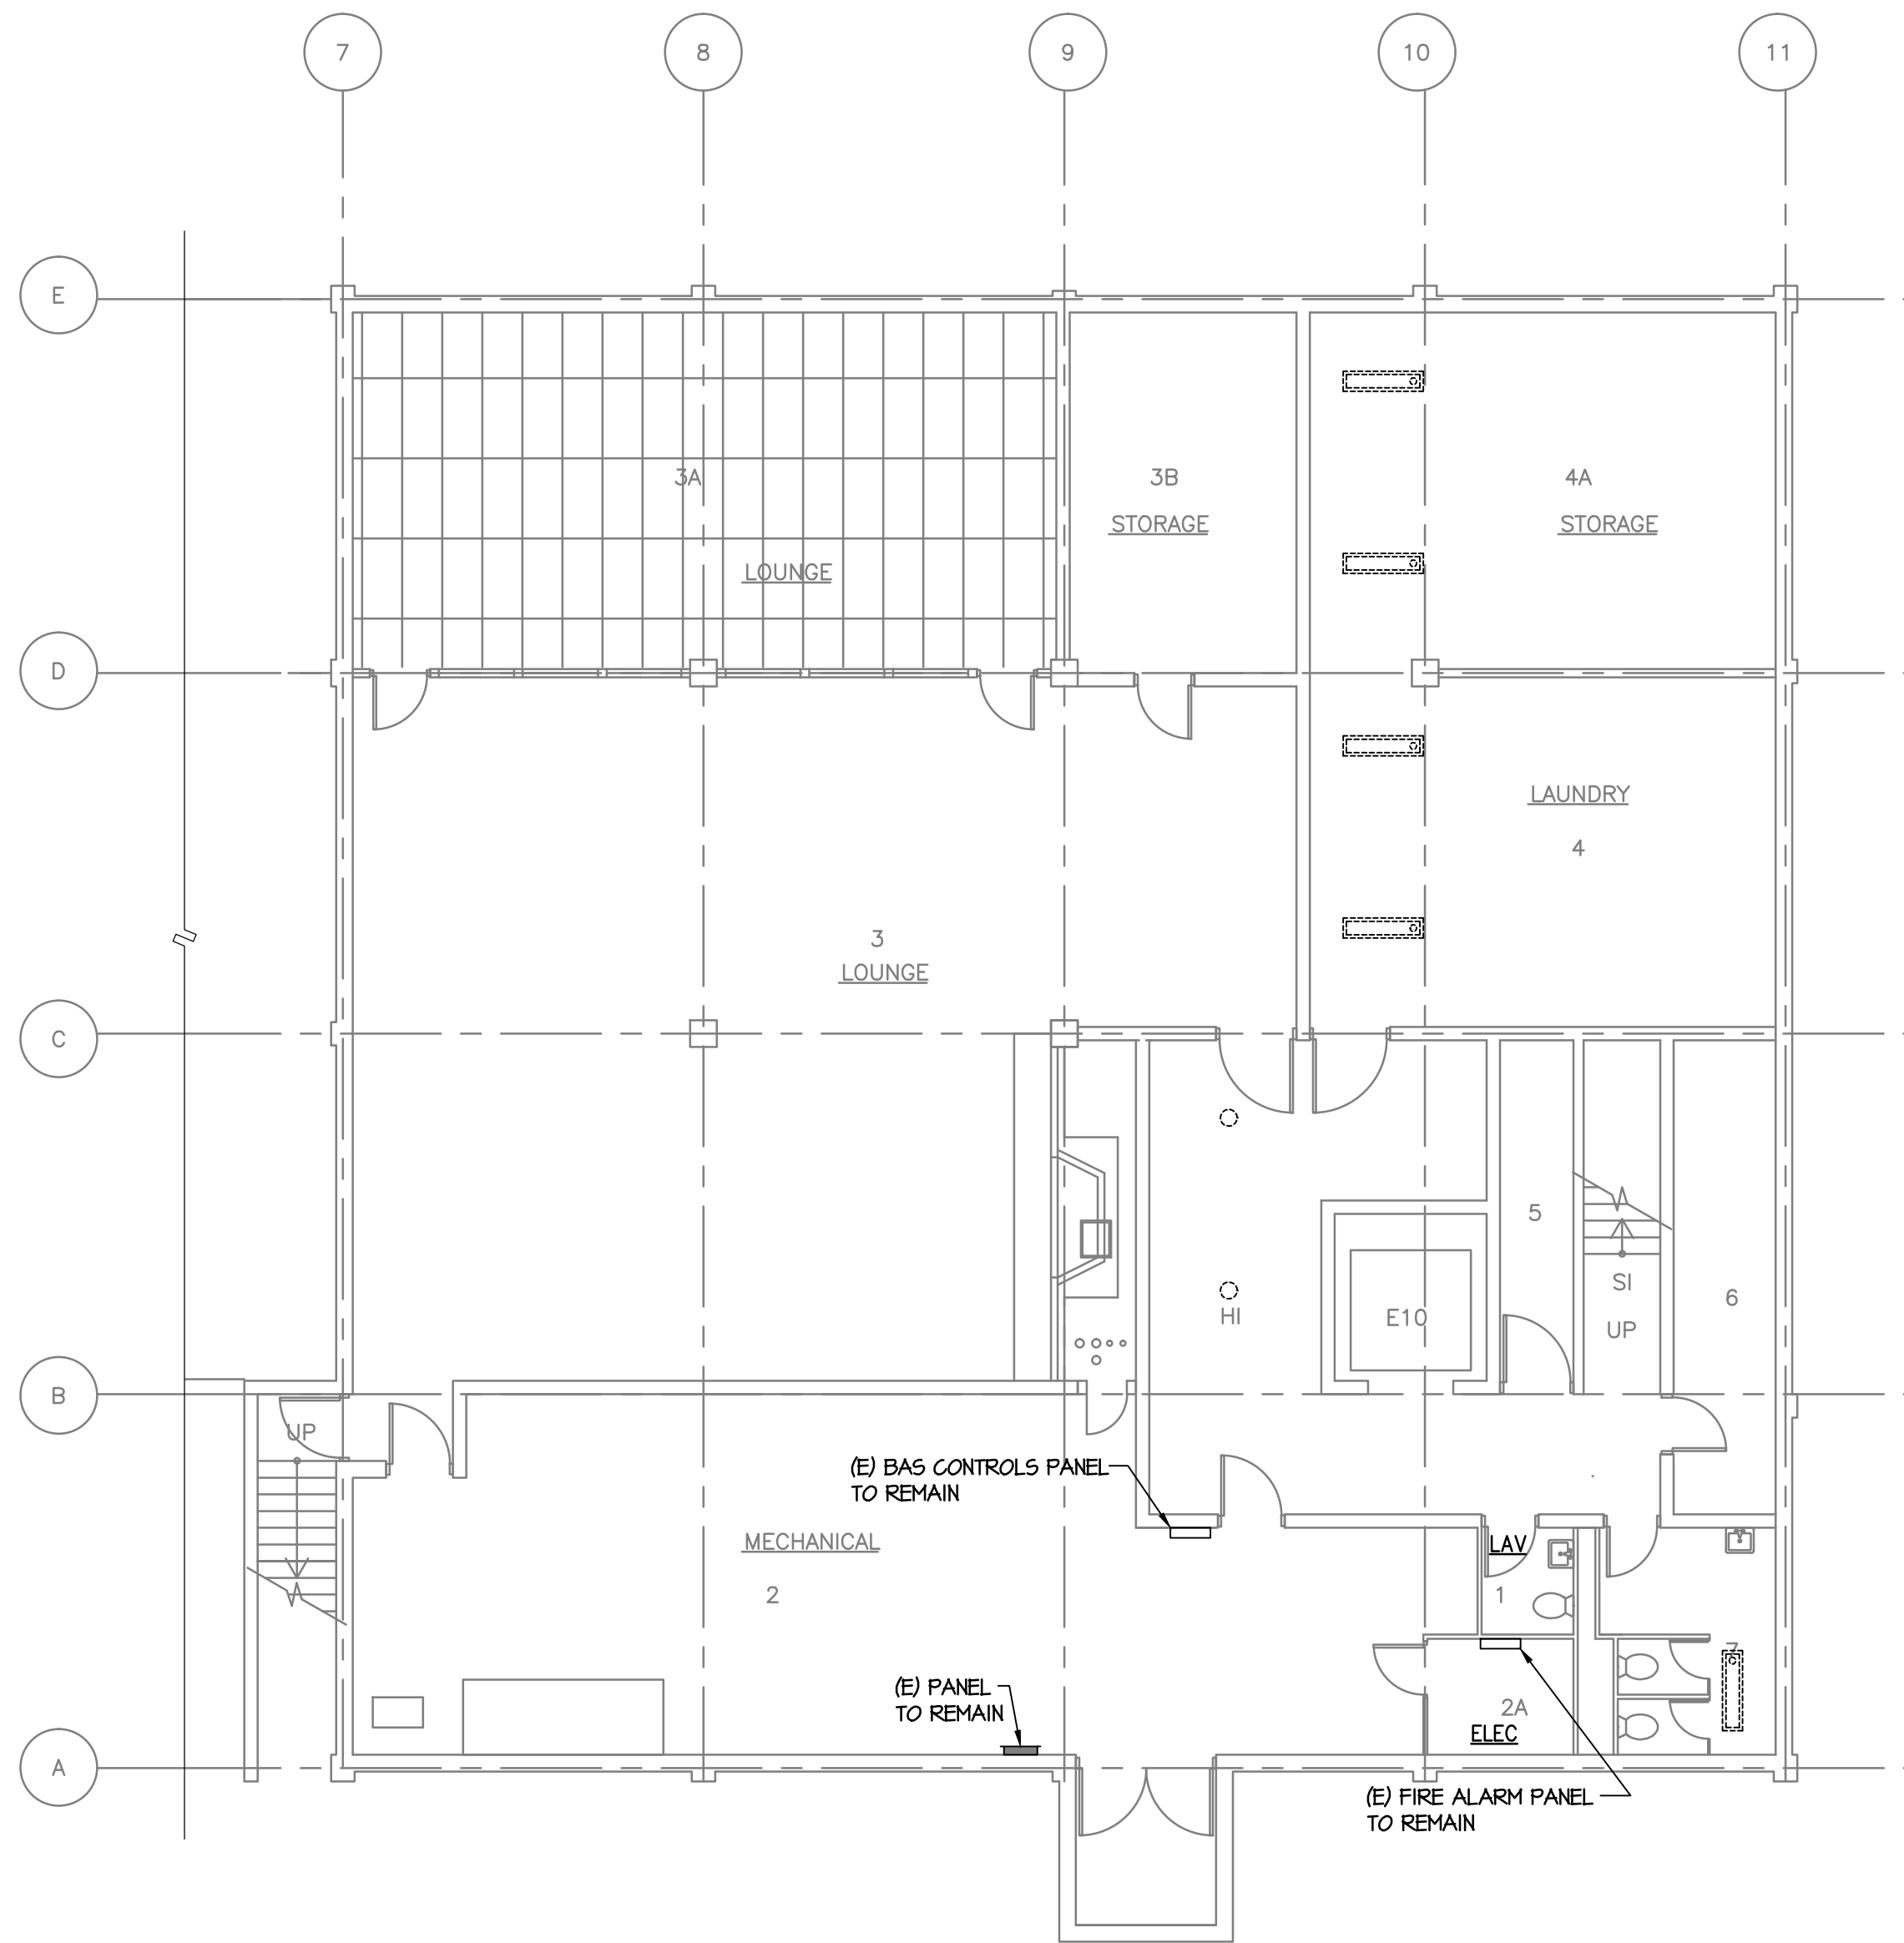 7
8
9
10
11
E
3A
3B
4A
STORAGE
STORAGE
LOUNGE
D
LAUNDRY
4
3
LOUNGE
C
5
SI
6
HI
E10
UP
B
UP
(E) BAS CONTROLS PANEL
TO REMAIN
MECHANICAL
2
LAV
1
7
(E) PANEL
TO REMAIN
2A
ELEC
A
(E) FIRE ALARM PANEL
TO REMAIN